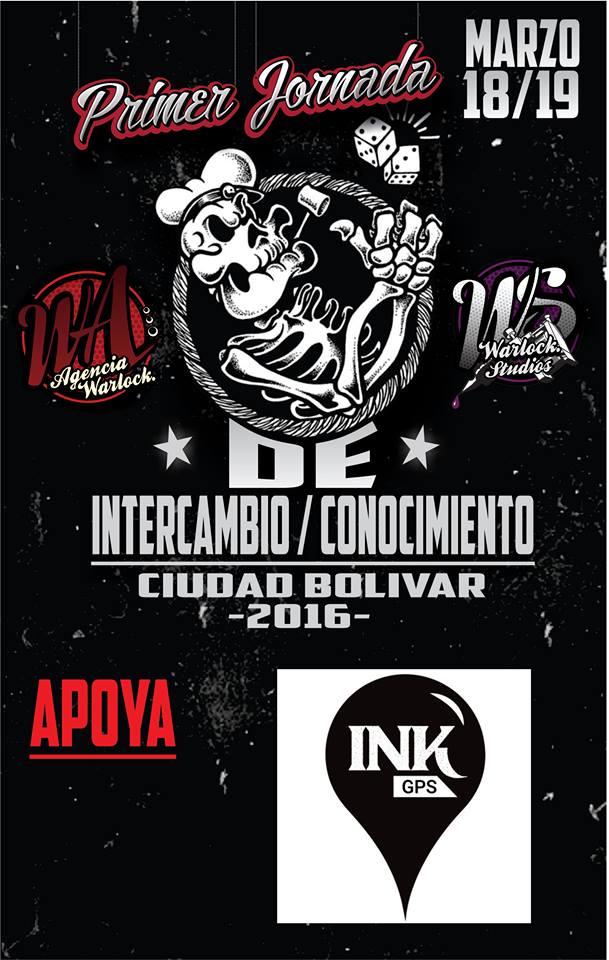 Primer Jornada
MARZO
18/19
WA
Agencia
Warlock.
WS
Warlock.
Studios
DE
INTERCAMBIO / CONOCIMIENTO
CIUDAD BOLIVAR
-2016-
APOYA
INK
GPS